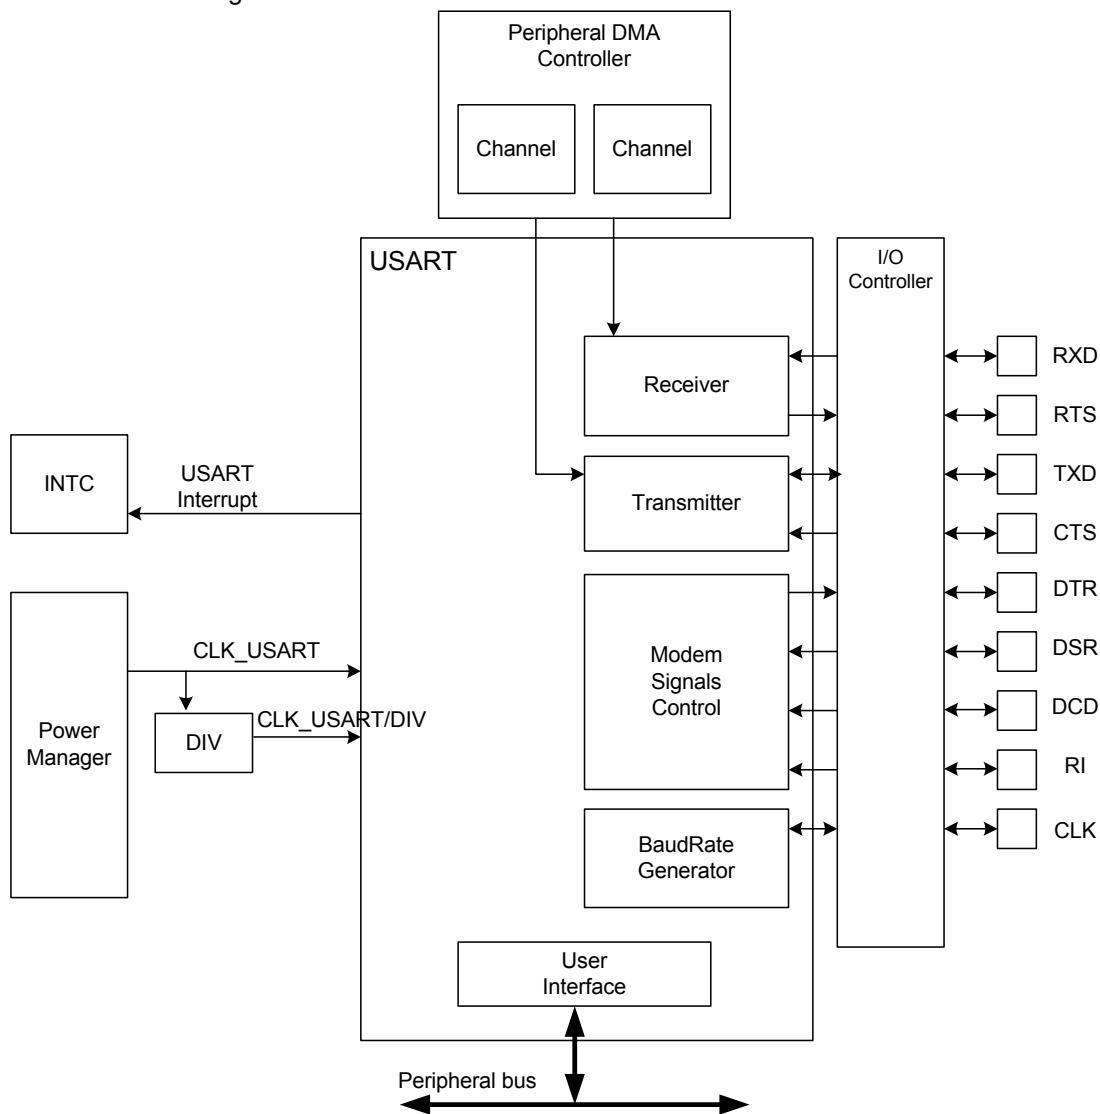 Peripheral DMA
Controller
Channel
Channel
USART
I/O
Controller
Receiver
RXD
RTS
INTC
USART
Interrupt
Transmitter
TXD
CTS
Power
Manager
CLK_USART
DIV
CLK_USART/DIV
Modem
Signals
Control
DTR
DSR
DCD
RI
BaudRate
Generator
CLK
User
Interface
Peripheral bus